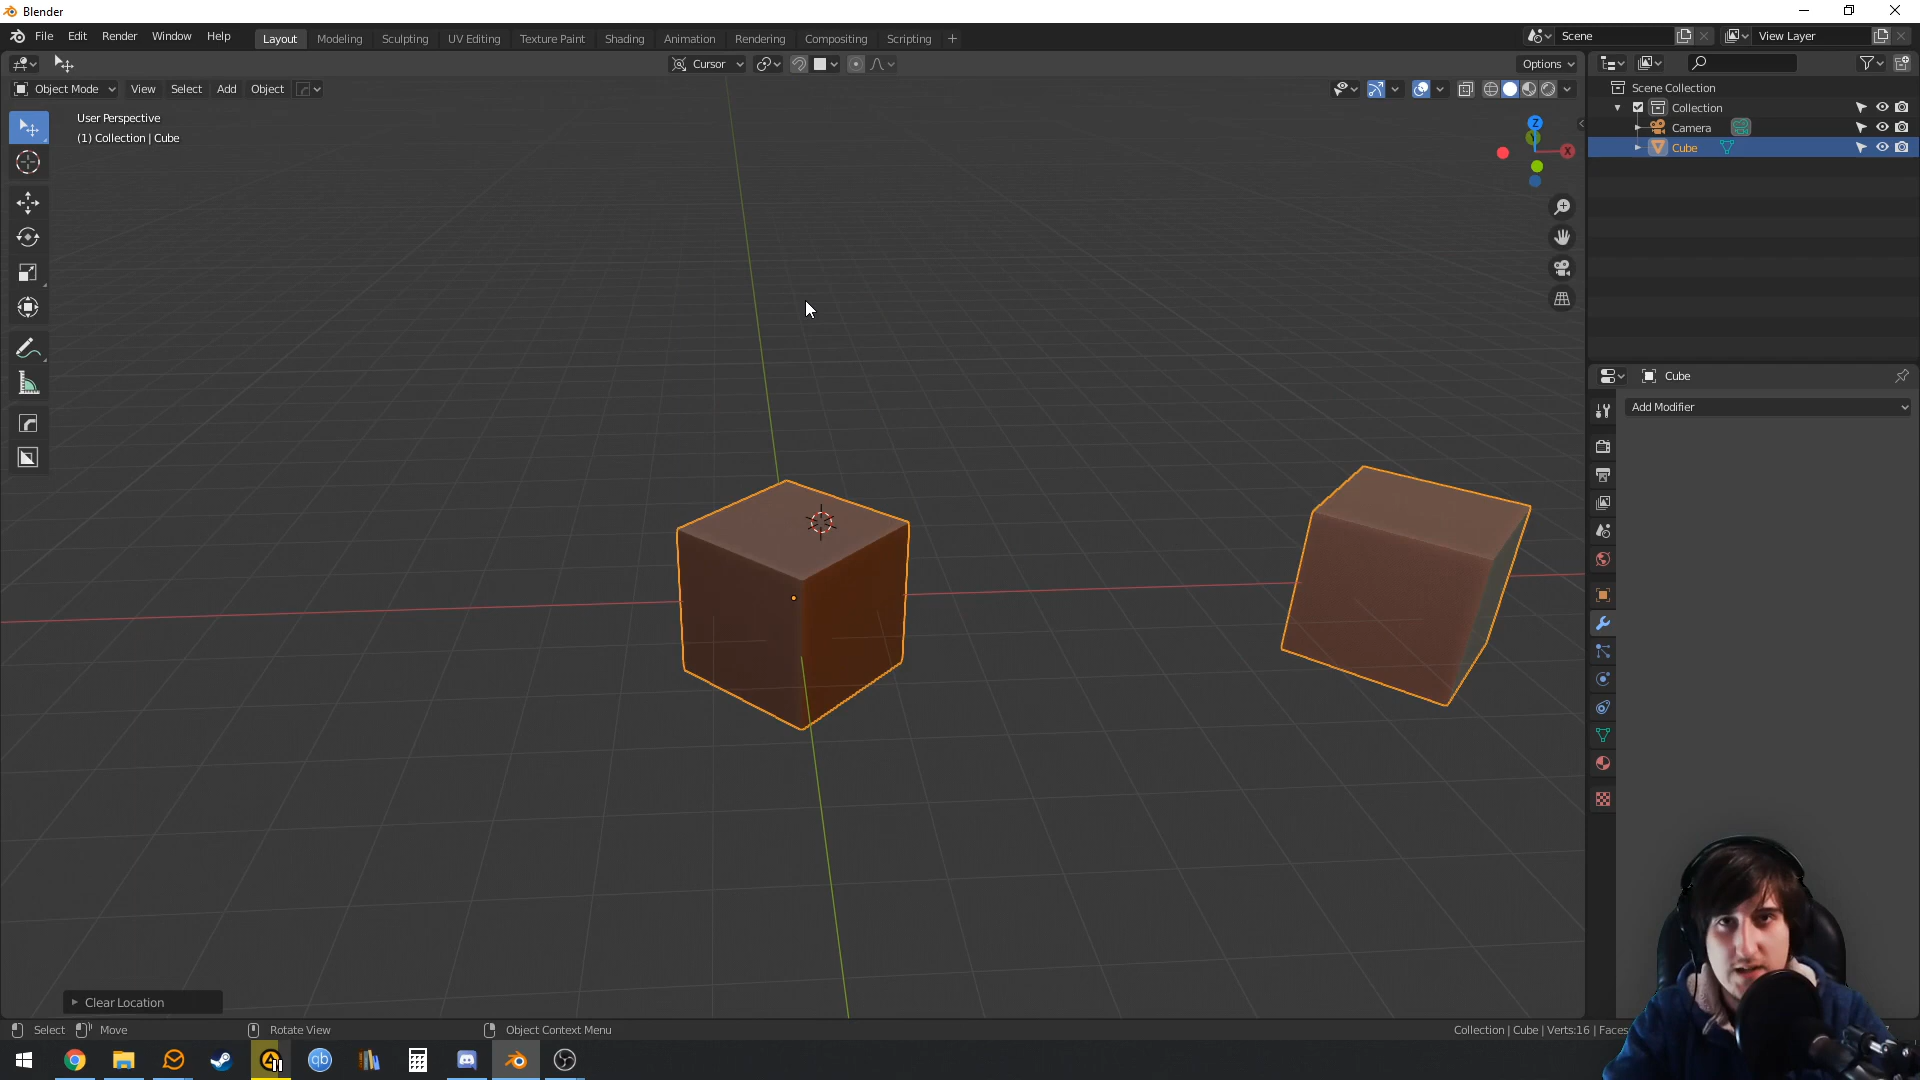 Blender
File Edit Render Window Help
Layout Modeling Sculpting UV Editing Texture Paint Shading Animation Rendering Compositing Scripting
Scene View Layer
Cursor Options
Object Mode View Select Add Object
User Perspective
(1) Collection | Cube
Z
X
Scene Collection
Collection
Camera
Cube
Cube
Add Modifier
Clear Location
Select Move Rotate View Object Context Menu
Collection | Cube | Verts:16 | Faces
qb